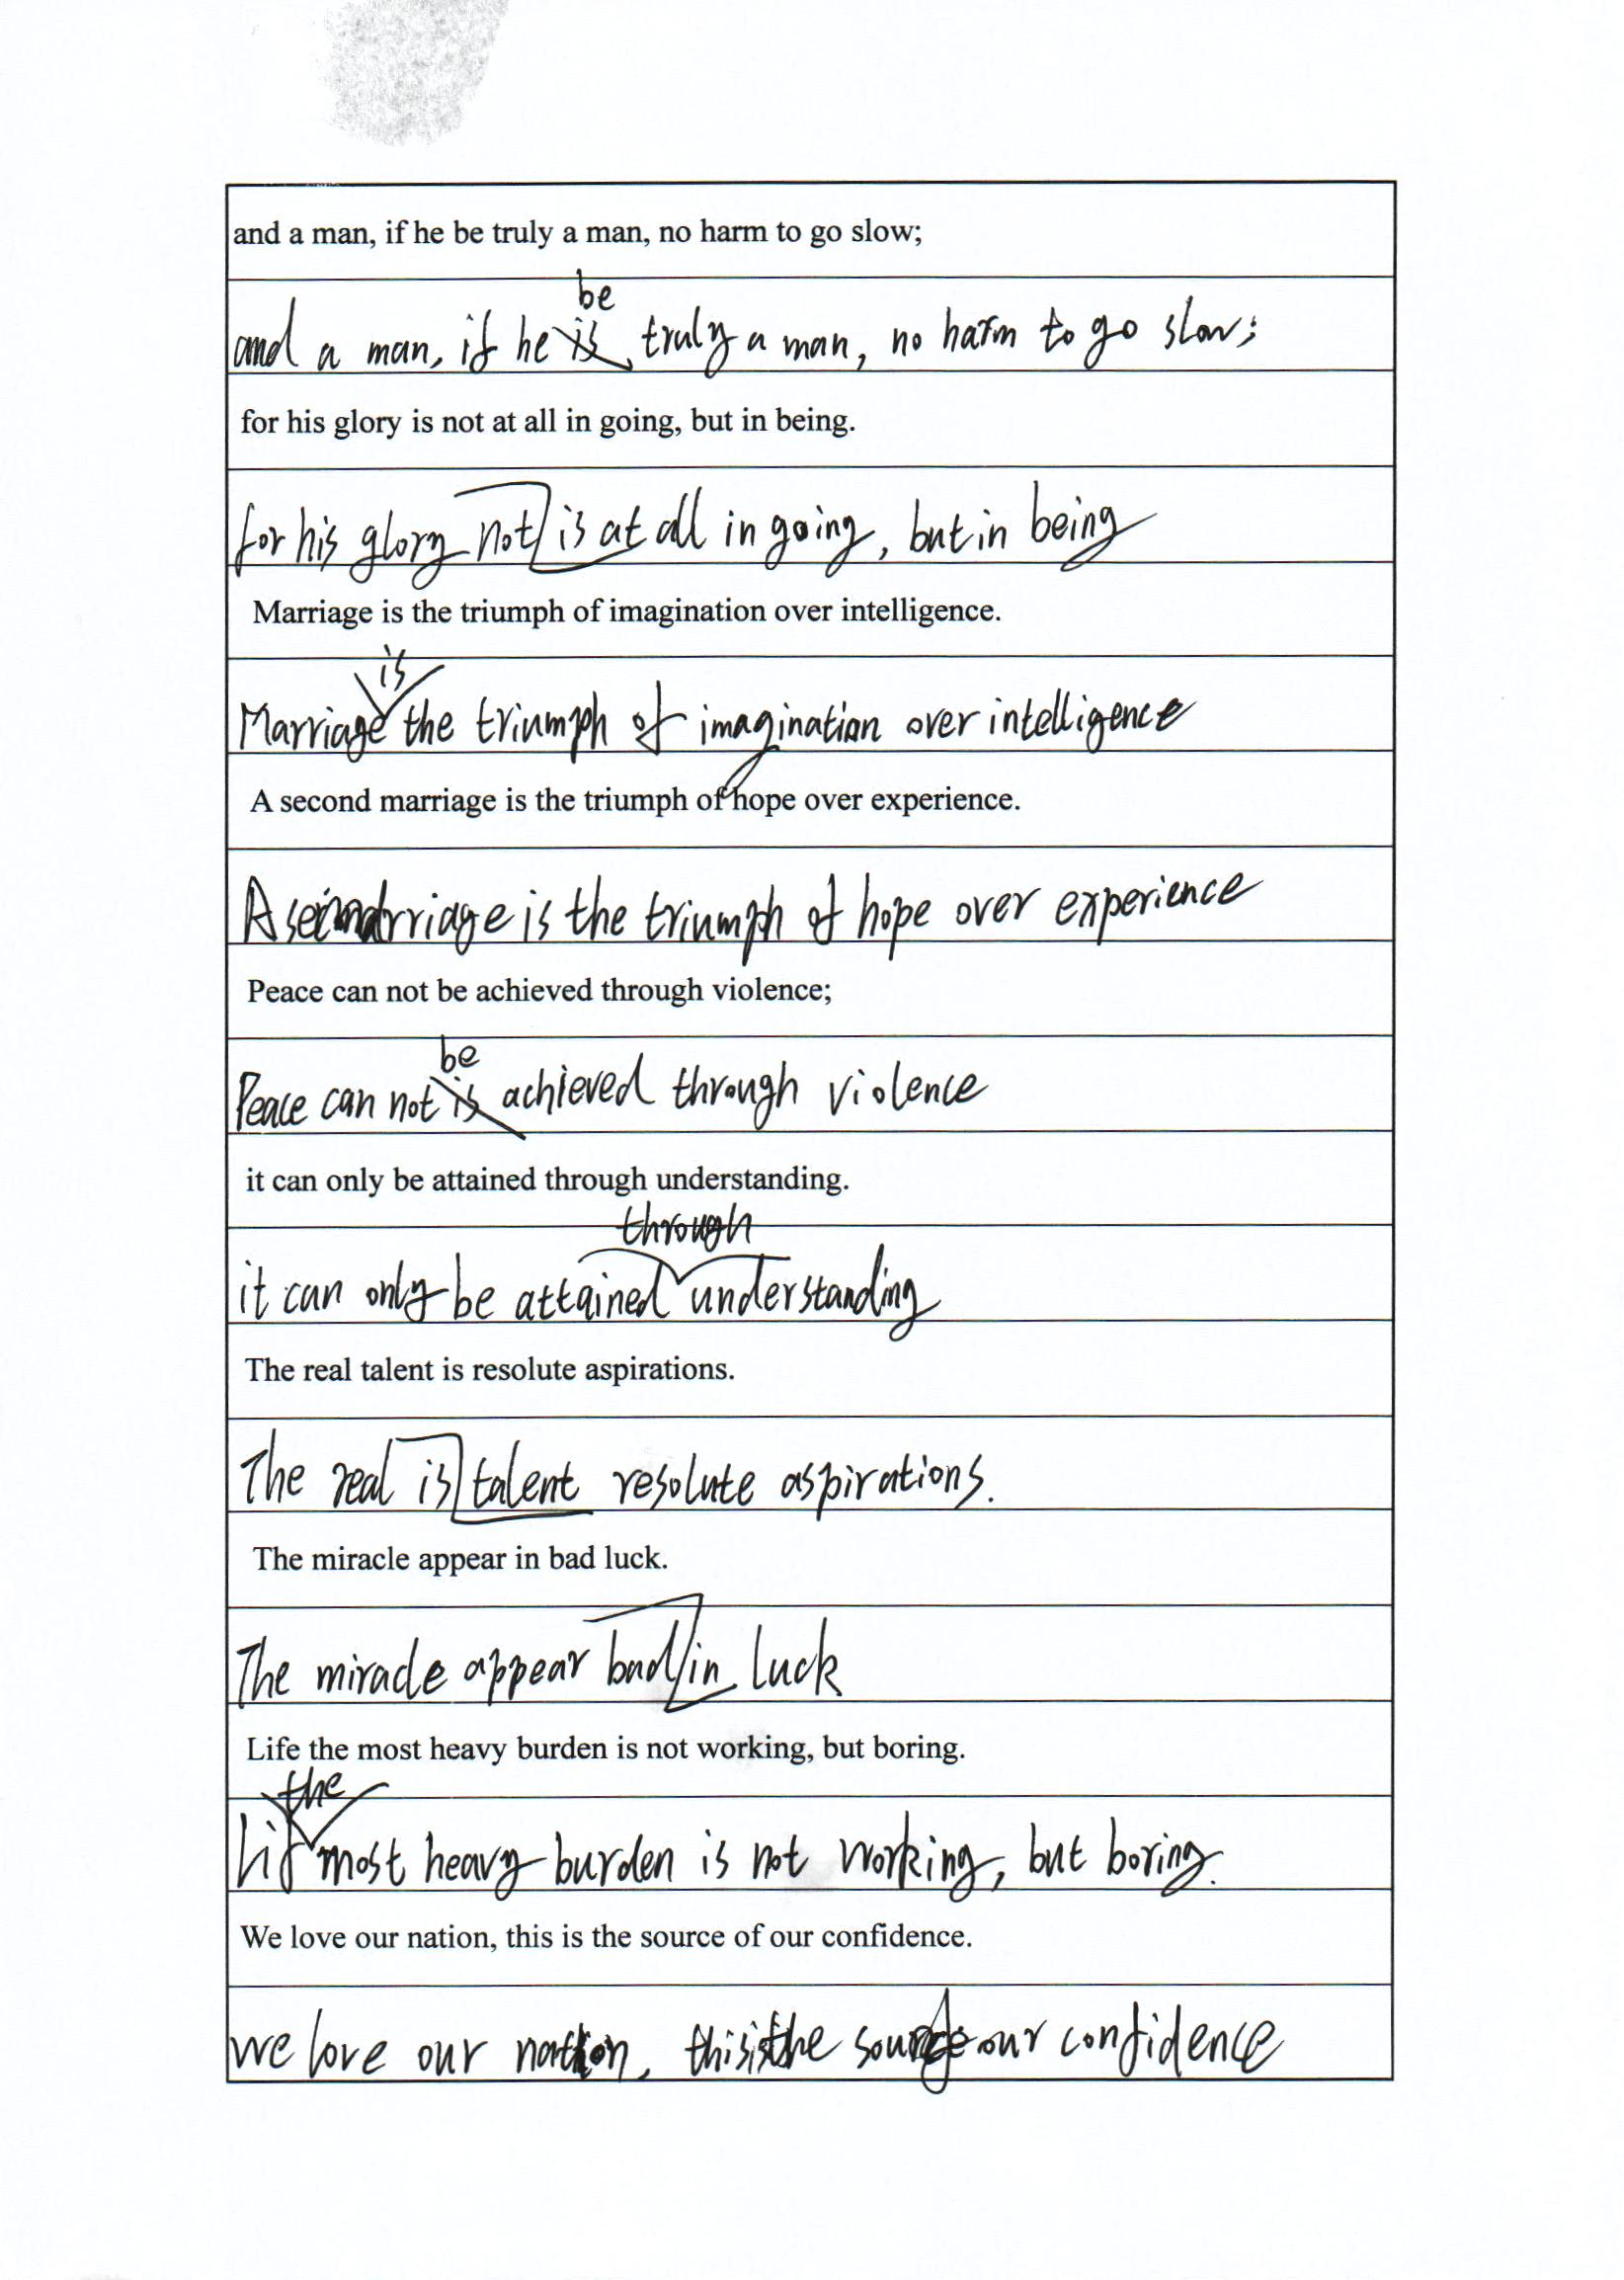 and a man, if he be truly a man, no harm to go slow;
be
and a man, if he is truly a man, no harm to go slow;
for his glory is not at all in going, but in being.
for his glory not is at all in going, but in being
Marriage is the triumph of imagination over intelligence.
is
Marriage the triumph of imagination over intelligence
A second marriage is the triumph of hope over experience.
A is the triumph of hope over experience
Peace can not be achieved through violence;
be
Peace can not is achieved through violence
it can only be attained through understanding.
through
it can only be attained understanding
The real talent is resolute aspirations.
The real is talent resolute aspirations.
The miracle appear in bad luck.
The miracle appear bad in luck
Life the most heavy burden is not working, but boring.
the
most heavy burden is not working, but boring.
We love our nation, this is the source of our confidence.
we love our nation, this is the our confidence